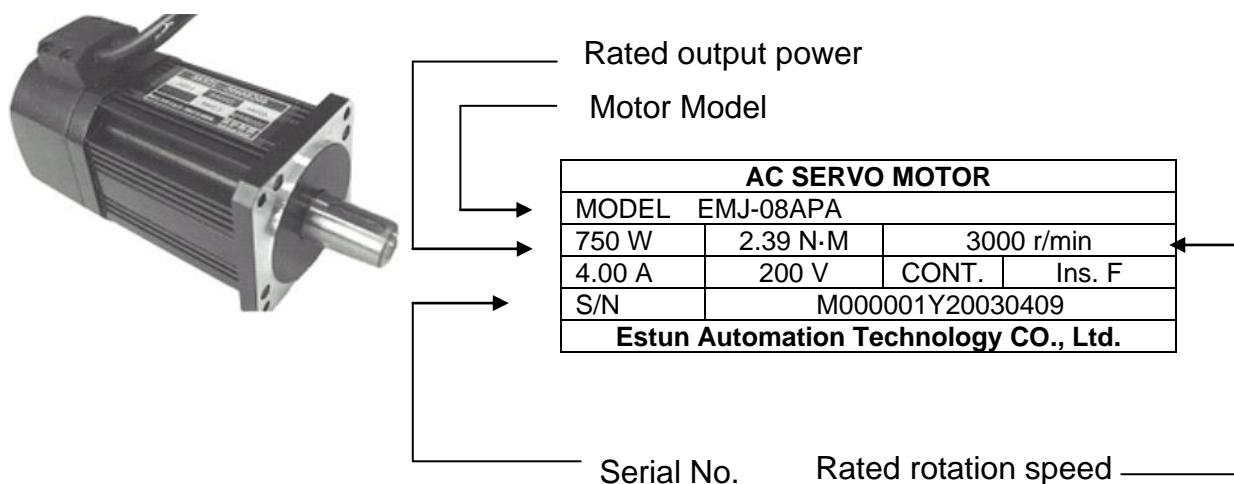 Rated output power
Motor Model
AC SERVO MOTOR
MODEL EMJ-08APA
750 W 2.39 N·M 3000 r/min
4.00 A 200 V CONT. Ins. F
S/N M000001Y20030409
Estun Automation Technology CO., Ltd.
Serial No. Rated rotation speed